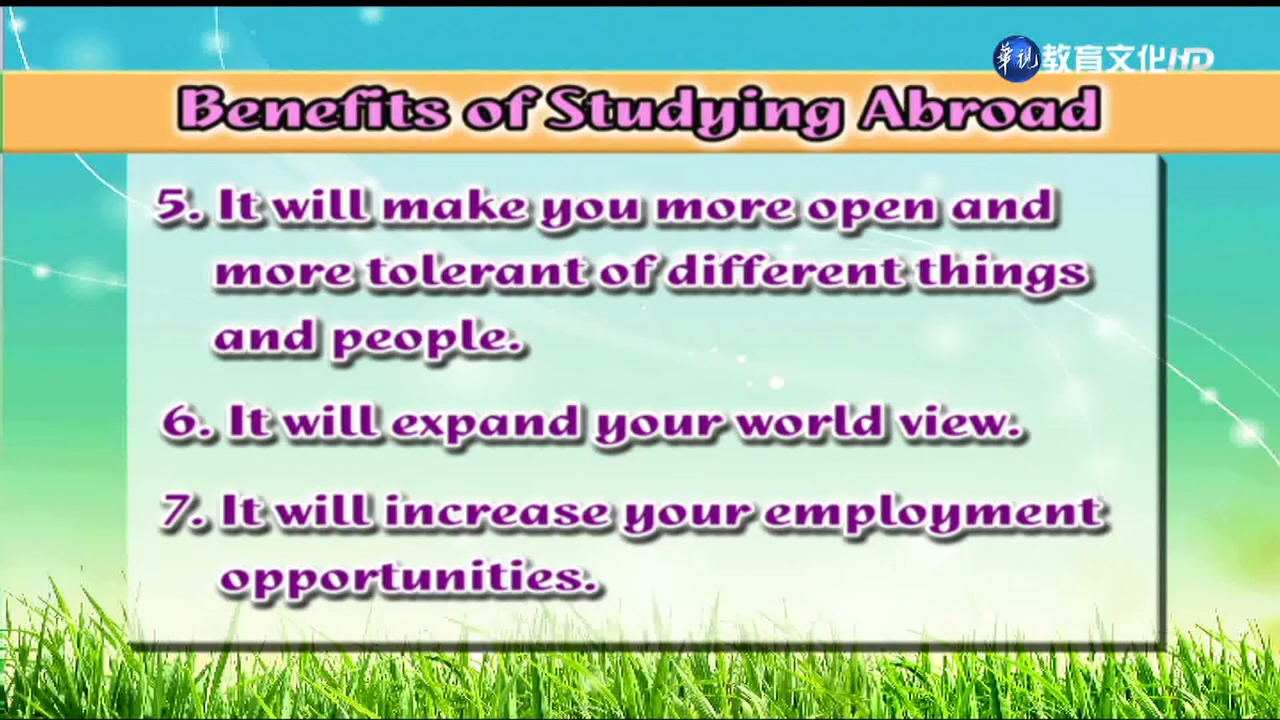 華視 教育文化HD
Benefits of Studying Abroad
5. It will make you more open and
more tolerant of different things
and people.
6. It will expand your world view.
7. It will increase your employment
opportunities.